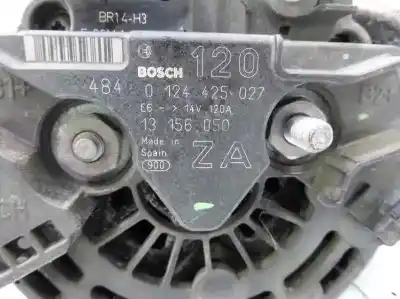 BR14-H3
BOSCH 120
484 0 124 425 027
E6 -> 14V 120A
13 156 050
Made in
Spain ZA
900